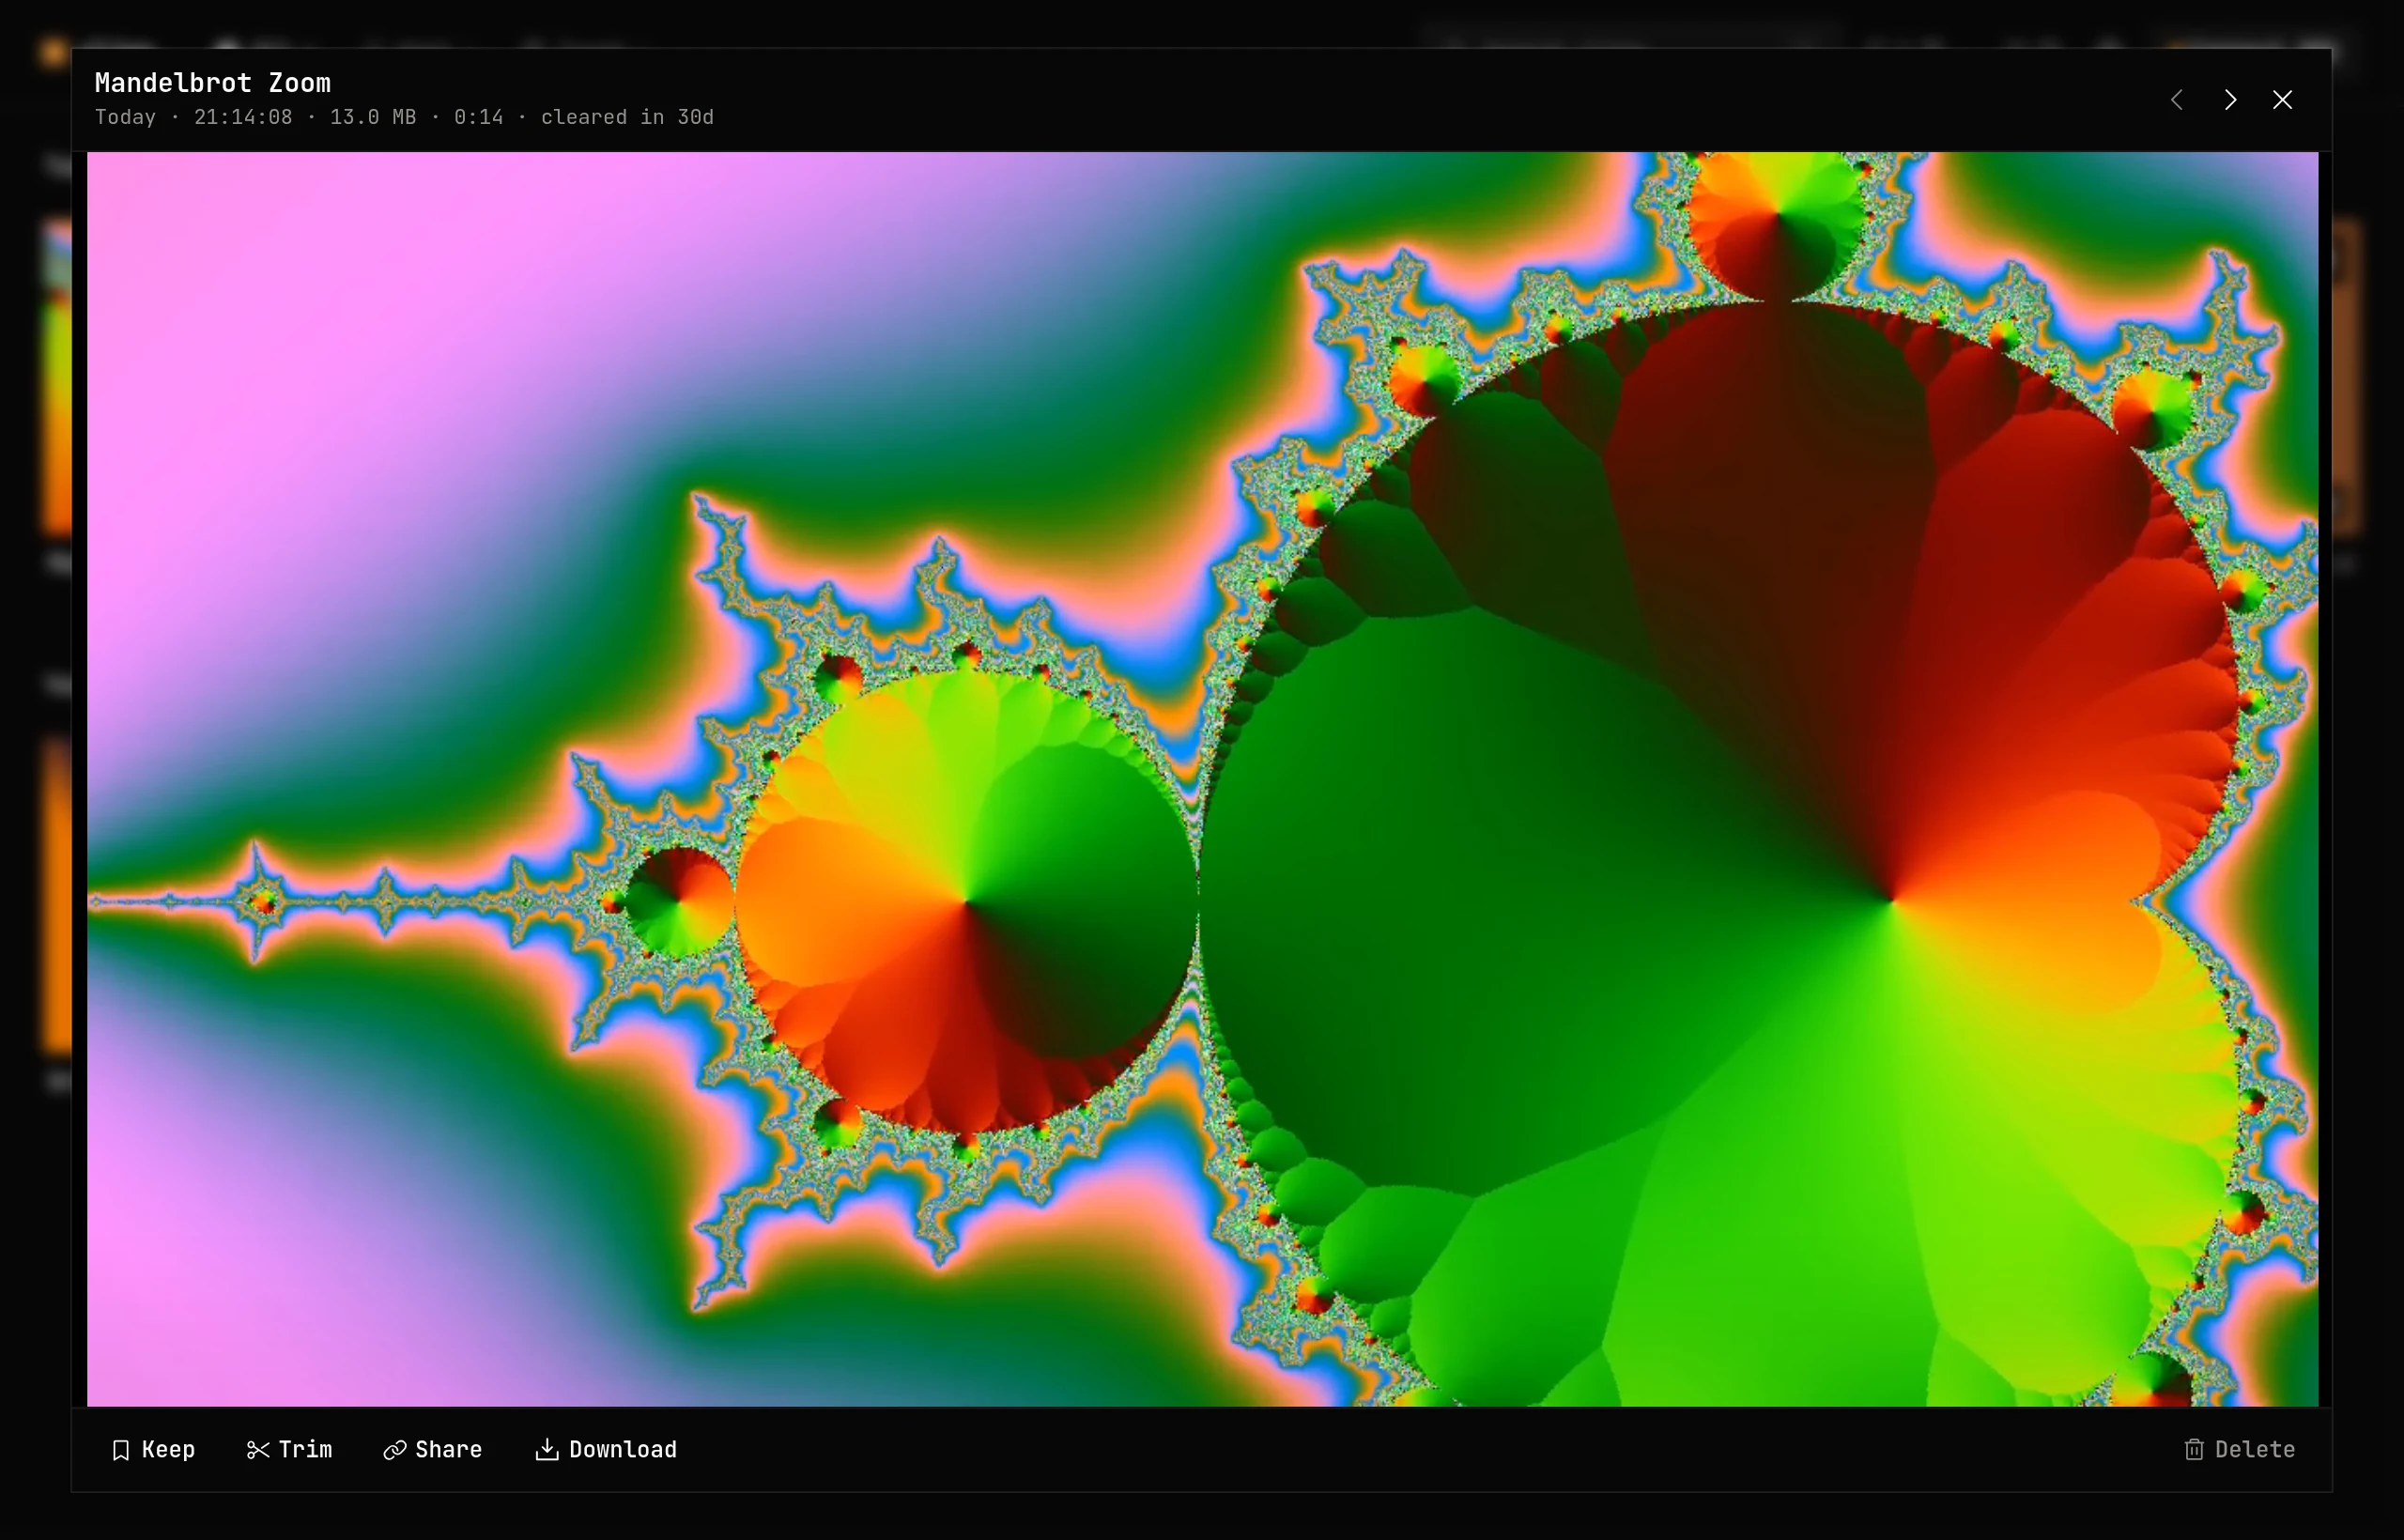 Mandelbrot Zoom
Today · 21:14:08 · 13.0 MB · 0:14 · cleared in 30d
Keep
Trim
Share
Download
Delete